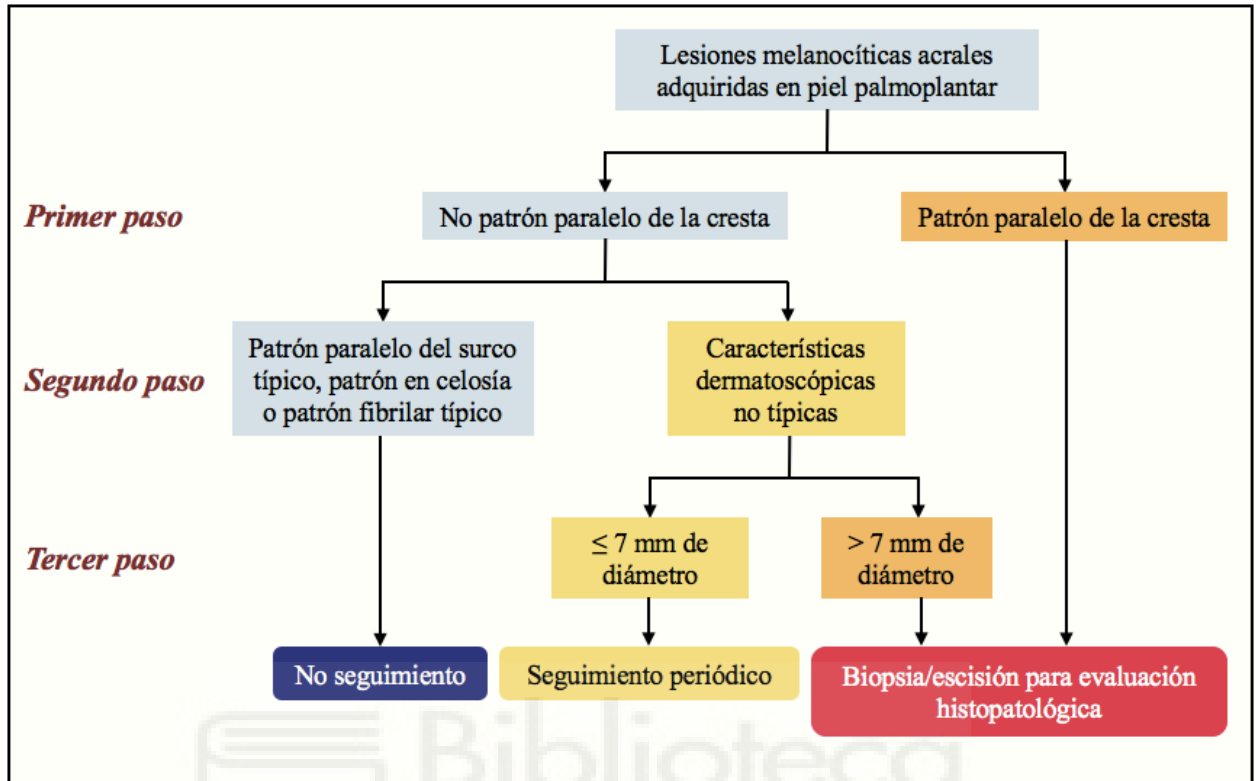 Lesiones melanocíticas acrales
adquiridas en piel palmoplantar
Primer paso
No patrón paralelo de la cresta
Patrón paralelo de la cresta
Segundo paso
Patrón paralelo del surco
típico, patrón en celosía
o patrón fibrilar típico
Características
dermatoscópicas
no típicas
Tercer paso
≤ 7 mm de
diámetro
> 7 mm de
diámetro
No seguimiento
Seguimiento periódico
Biopsia/escisión para evaluación
histopatológica
Biblioteca